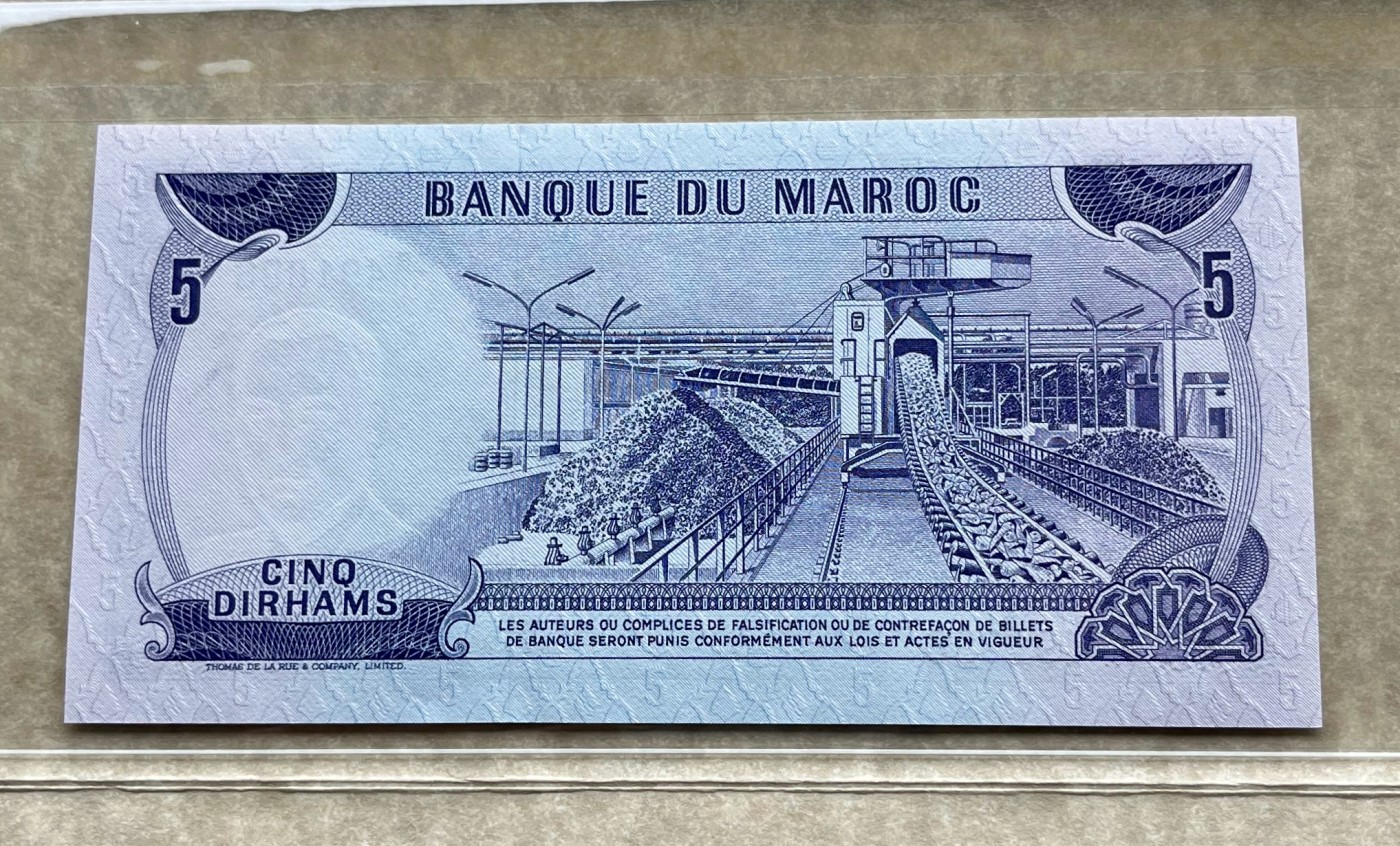 BANQUE DU MAROC
5
5
CINQ
DIRHAMS
LES AUTEURS OU COMPLICES DE FALSIFICATION OU DE CONTREFAÇON DE BILLETS
DE BANQUE SERONT PUNIS CONFORMÉMENT AUX LOIS ET ACTES EN VIGUEUR
THOMAS DE LA RUE & COMPANY, LIMITED.